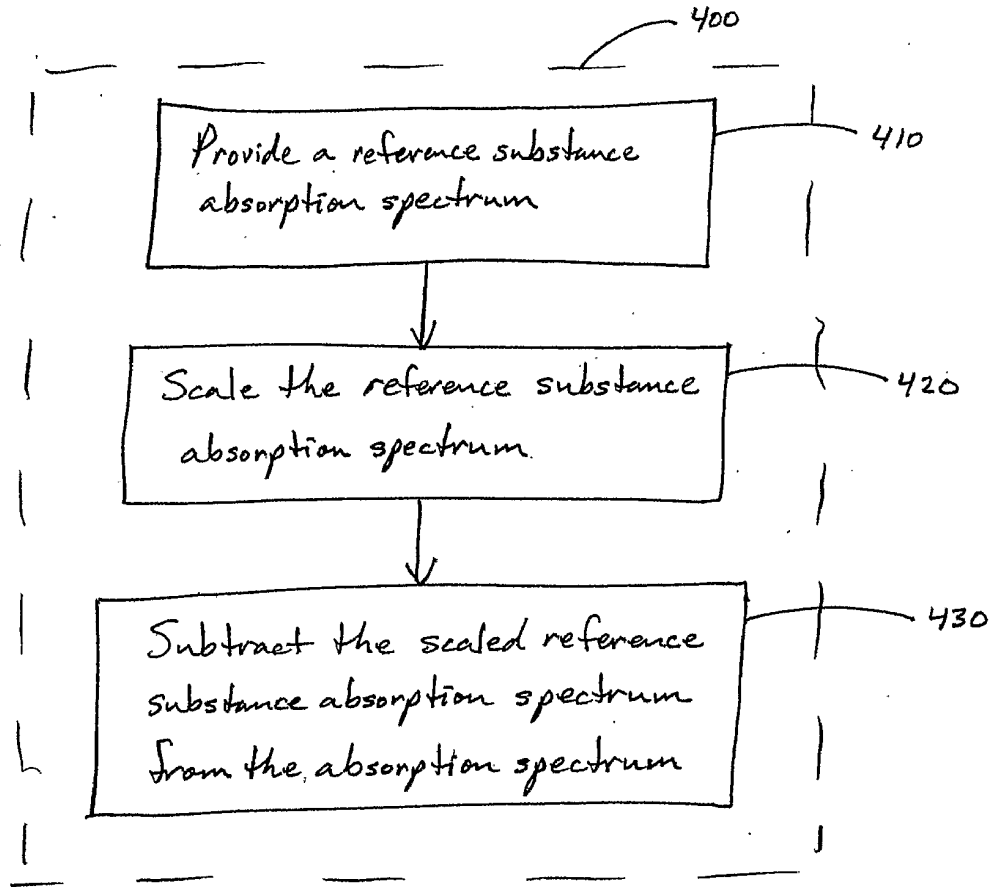 400
Provide a reference substance
absorption spectrum
410
Scale the reference substance
absorption spectrum.
420
Subtract the scaled reference
substance absorption spectrum
from the absorption spectrum
430